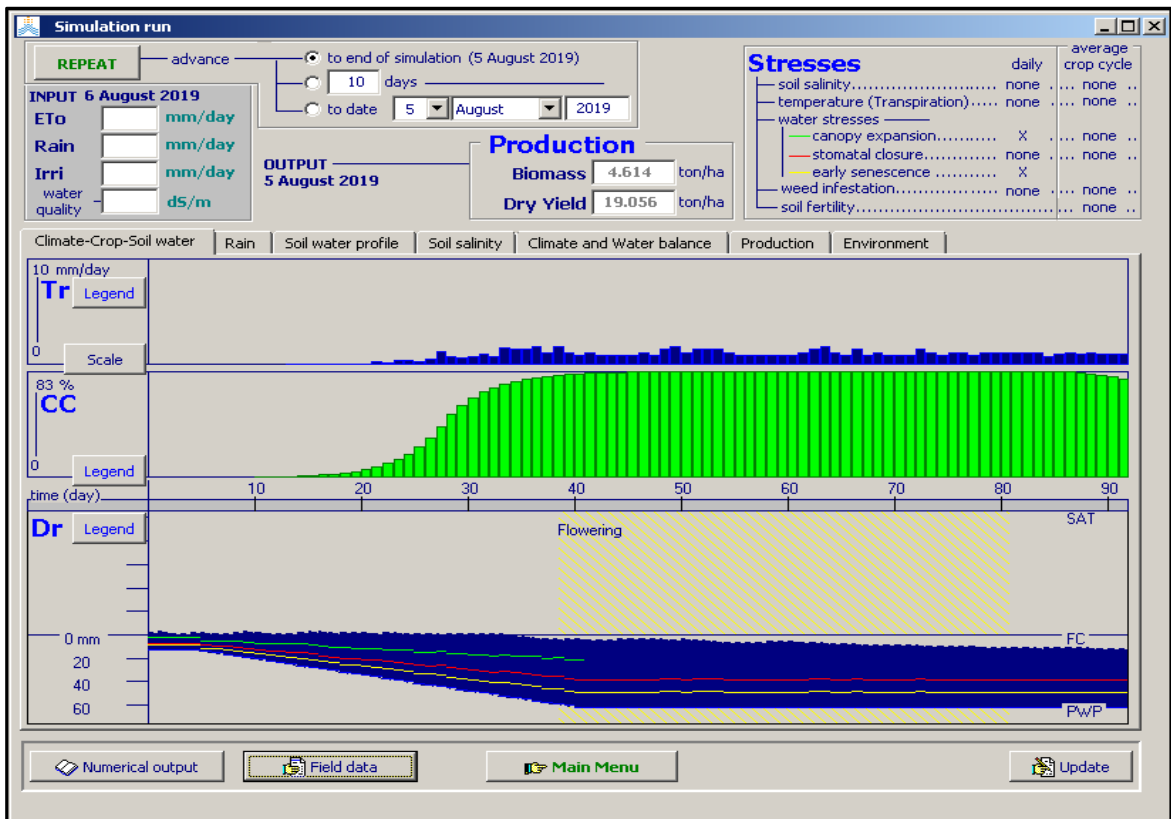 Simulation run
REPEAT
advance
to end of simulation (5 August 2019)
10 days
to date 5 August 2019
INPUT 6 August 2019
ETo mm/day
Rain mm/day
Irri mm/day
water quality dS/m
OUTPUT
5 August 2019
Production
Biomass 4.614 ton/ha
Dry Yield 19.056 ton/ha
Stresses daily average crop cycle
soil salinity............ none .... none ..
temperature (Transpiration)..... none .... none ..
water stresses
canopy expansion........... X .... none ..
stomatal closure............ none .... none ..
early senescence ........... X
weed infestation.................. none .... none ..
soil fertility.................................... none ..
Climate-Crop-Soil water Rain Soil water profile Soil salinity Climate and Water balance Production Environment
10 mm/day
Tr Legend
0
Scale
83 %
CC
0
Legend
time (day) 10 20 30 40 50 60 70 80 90
Dr Legend
SAT
Flowering
0 mm
FC
20
40
60
PWP
Numerical output Field data Main Menu Update